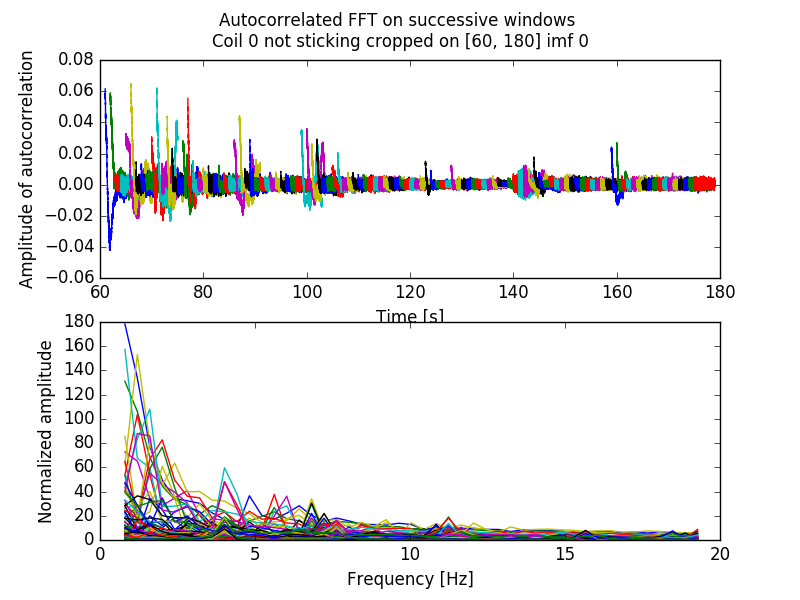 Autocorrelated FFT on successive windows
Coil 0 not sticking cropped on [60, 180] imf 0
Amplitude of autocorrelation
0.08
0.06
0.04
0.02
0.00
−0.02
−0.04
−0.06
60 80 100 120 140 160 180
Time [s]
Normalized amplitude
180
160
140
120
100
80
60
40
20
0
0 5 10 15 20
Frequency [Hz]